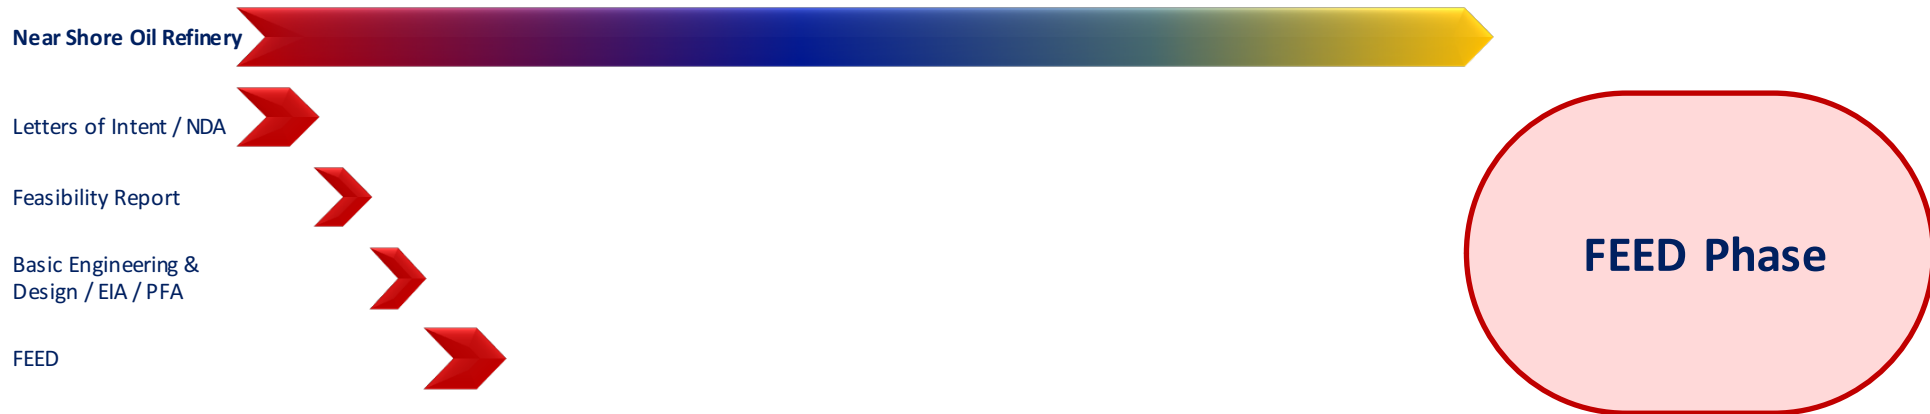 Near Shore Oil Refinery
Letters of Intent / NDA
Feasibility Report
Basic Engineering &
Design / EIA / PFA
FEED
FEED Phase